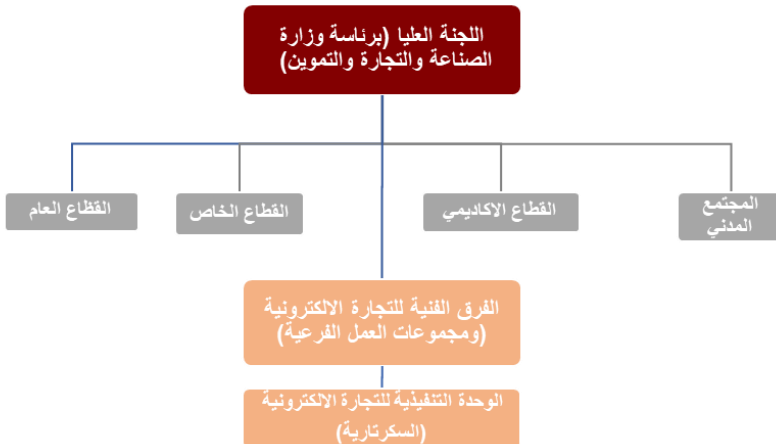 اللجنة العليا (برئاسة وزارة
الصناعة والتجارة والتموين)
المجتمع
المدني
القطاع الاكاديمي
القطاع الخاص
القظاع العام
الفرق الفنية للتجارة الالكترونية
(ومجموعات العمل الفرعية)
الوحدة التنفيذية للتجارة الالكترونية
(السكرتارية)